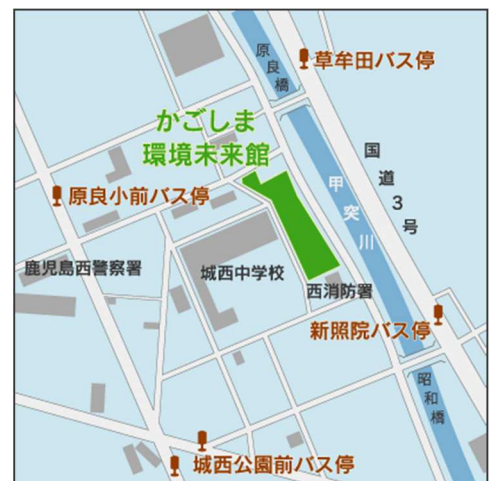 原良橋
草牟田バス停
かごしま
環境未来館
国道3号
甲突川
原良小前バス停
鹿児島西警察署
城西中学校
西消防署
新照院バス停
昭和橋
城西公園前バス停